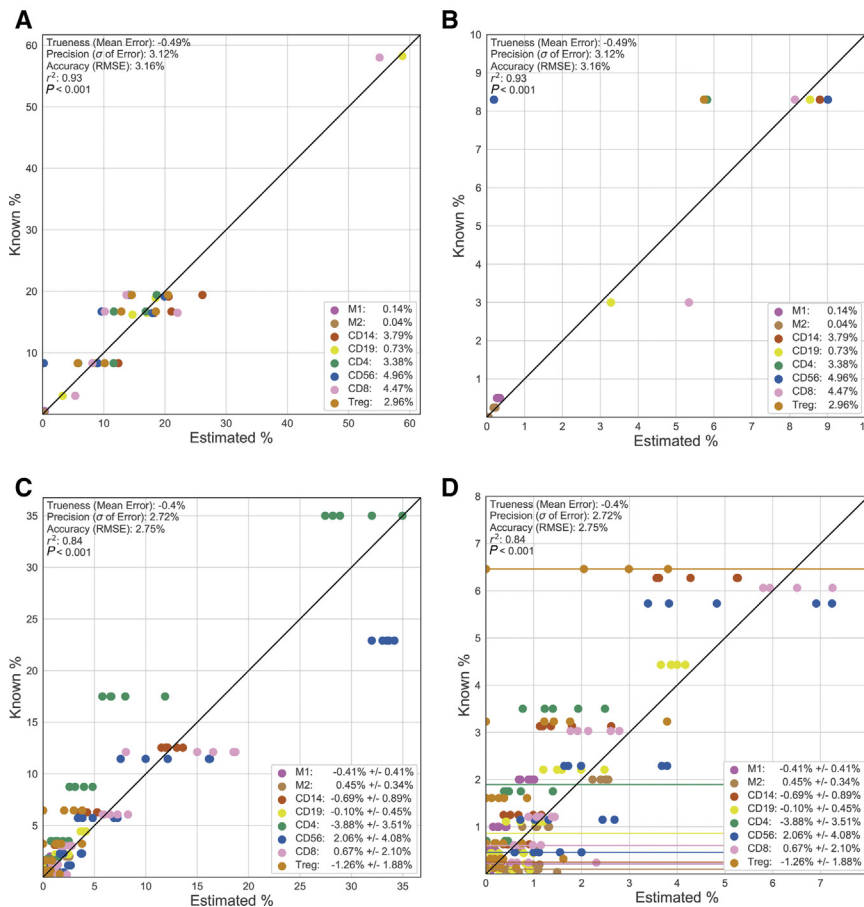 A
Trueness (Mean Error): -0.49%
Precision (σ of Error): 3.12%
Accuracy (RMSE): 3.16%
r²: 0.93
P < 0.001
60
50
40
30
20
10
Known %
0
10
20
30
40
50
60
Estimated %
M1: 0.14%
M2: 0.04%
CD14: 3.79%
CD19: 0.73%
CD4: 3.38%
CD56: 4.96%
CD8: 4.47%
Treg: 2.96%
B
Trueness (Mean Error): -0.49%
Precision (σ of Error): 3.12%
Accuracy (RMSE): 3.16%
r²: 0.93
P < 0.001
10
9
8
7
6
5
4
3
2
1
Known %
0
1
2
3
4
5
6
7
8
9
10
Estimated %
M1: 0.14%
M2: 0.04%
CD14: 3.79%
CD19: 0.73%
CD4: 3.38%
CD56: 4.96%
CD8: 4.47%
Treg: 2.96%
C
Trueness (Mean Error): -0.4%
Precision (σ of Error): 2.72%
Accuracy (RMSE): 2.75%
r²: 0.84
P < 0.001
35
30
25
20
15
10
5
Known %
0
5
10
15
20
25
30
35
Estimated %
M1: -0.41% +/- 0.41%
M2: 0.45% +/- 0.34%
CD14: -0.69% +/- 0.89%
CD19: -0.10% +/- 0.45%
CD4: -3.88% +/- 3.51%
CD56: 2.06% +/- 4.08%
CD8: 0.67% +/- 2.10%
Treg: -1.26% +/- 1.88%
D
Trueness (Mean Error): -0.4%
Precision (σ of Error): 2.72%
Accuracy (RMSE): 2.75%
r²: 0.84
P < 0.001
8
7
6
5
4
3
2
1
Known %
0
1
2
3
4
5
6
7
Estimated %
M1: -0.41% +/- 0.41%
M2: 0.45% +/- 0.34%
CD14: -0.69% +/- 0.89%
CD19: -0.10% +/- 0.45%
CD4: -3.88% +/- 3.51%
CD56: 2.06% +/- 4.08%
CD8: 0.67% +/- 2.10%
Treg: -1.26% +/- 1.88%